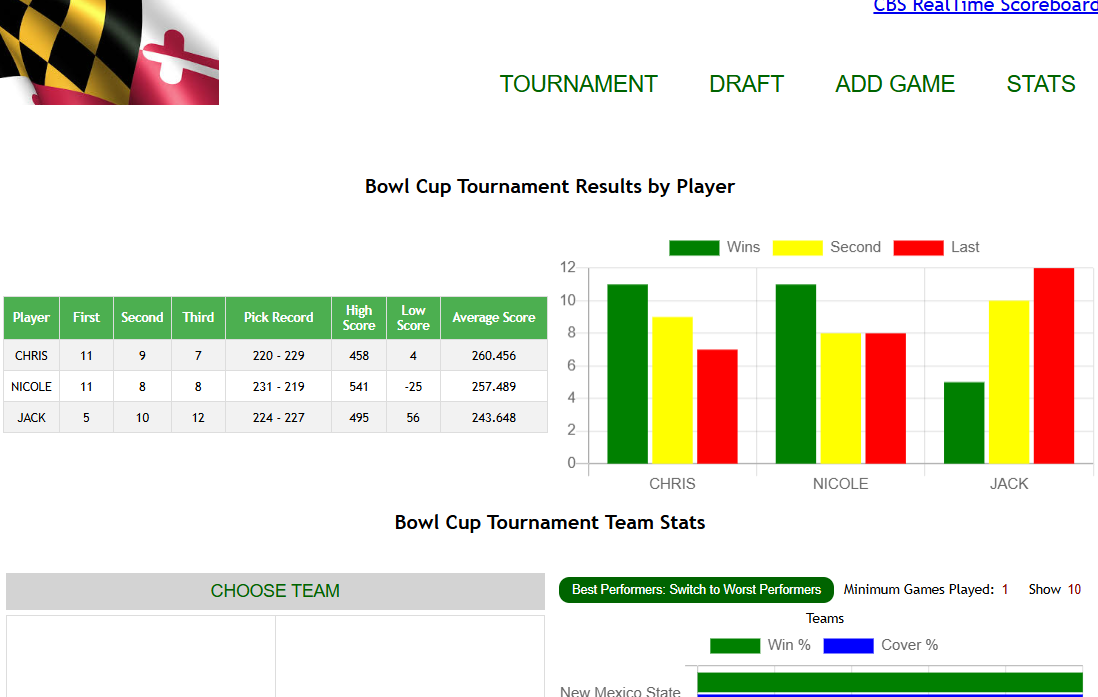 CBS RealTime Scoreboard
TOURNAMENT DRAFT ADD GAME STATS
Bowl Cup Tournament Results by Player
Player First Second Third Pick Record High Score Low Score Average Score
CHRIS 11 9 7 220 - 229 458 4 260.456
NICOLE 11 8 8 231 - 219 541 -25 257.489
JACK 5 10 12 224 - 227 495 56 243.648
Wins Second Last
12
10
8
6
4
2
0
CHRIS NICOLE JACK
Bowl Cup Tournament Team Stats
CHOOSE TEAM
Best Performers: Switch to Worst Performers Minimum Games Played: 1 Show 10
Teams
Win % Cover %
New Mexico State